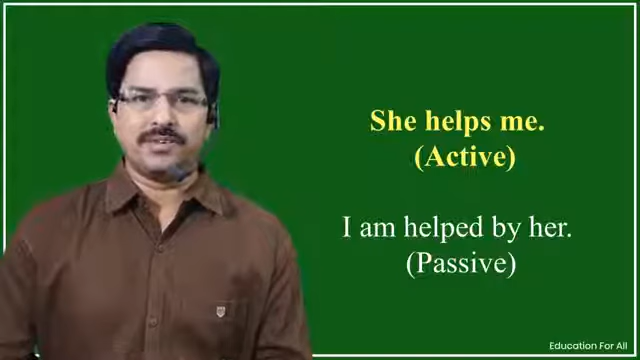 She helps me.
(Active)
I am helped by her.
(Passive)
Education For All